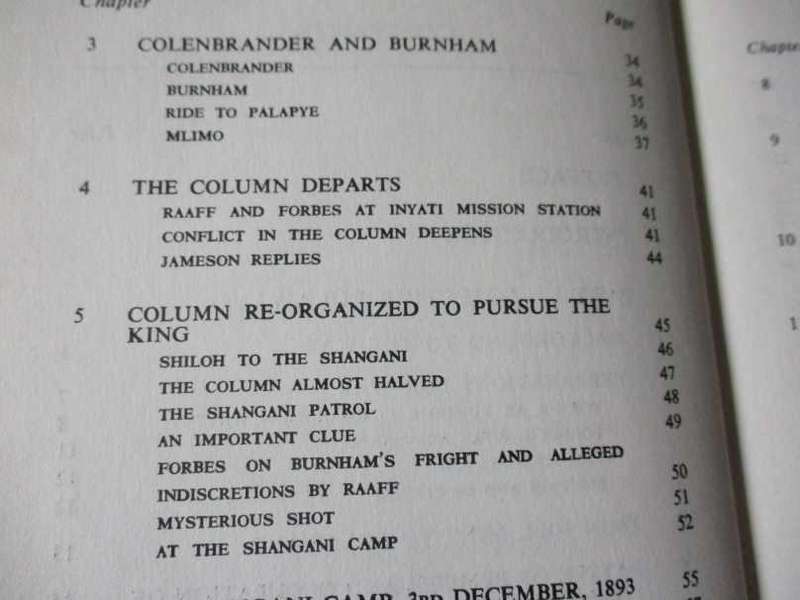 Chapter
Page
3 COLENBRANDER AND BURNHAM 34
COLENBRANDER 34
BURNHAM 35
RIDE TO PALAPYE 36
MLIMO 37
4 THE COLUMN DEPARTS 41
RAAFF AND FORBES AT INYATI MISSION STATION 41
CONFLICT IN THE COLUMN DEEPENS 41
JAMESON REPLIES 44
5 COLUMN RE-ORGANIZED TO PURSUE THE
KING 45
SHILOH TO THE SHANGANI 46
THE COLUMN ALMOST HALVED 47
THE SHANGANI PATROL 48
AN IMPORTANT CLUE 49
FORBES ON BURNHAM'S FRIGHT AND ALLEGED
INDISCRETIONS BY RAAFF 50
MYSTERIOUS SHOT 51
AT THE SHANGANI CAMP 52
CAMP, 3RD DECEMBER, 1893 55
Chapter
8
9
10